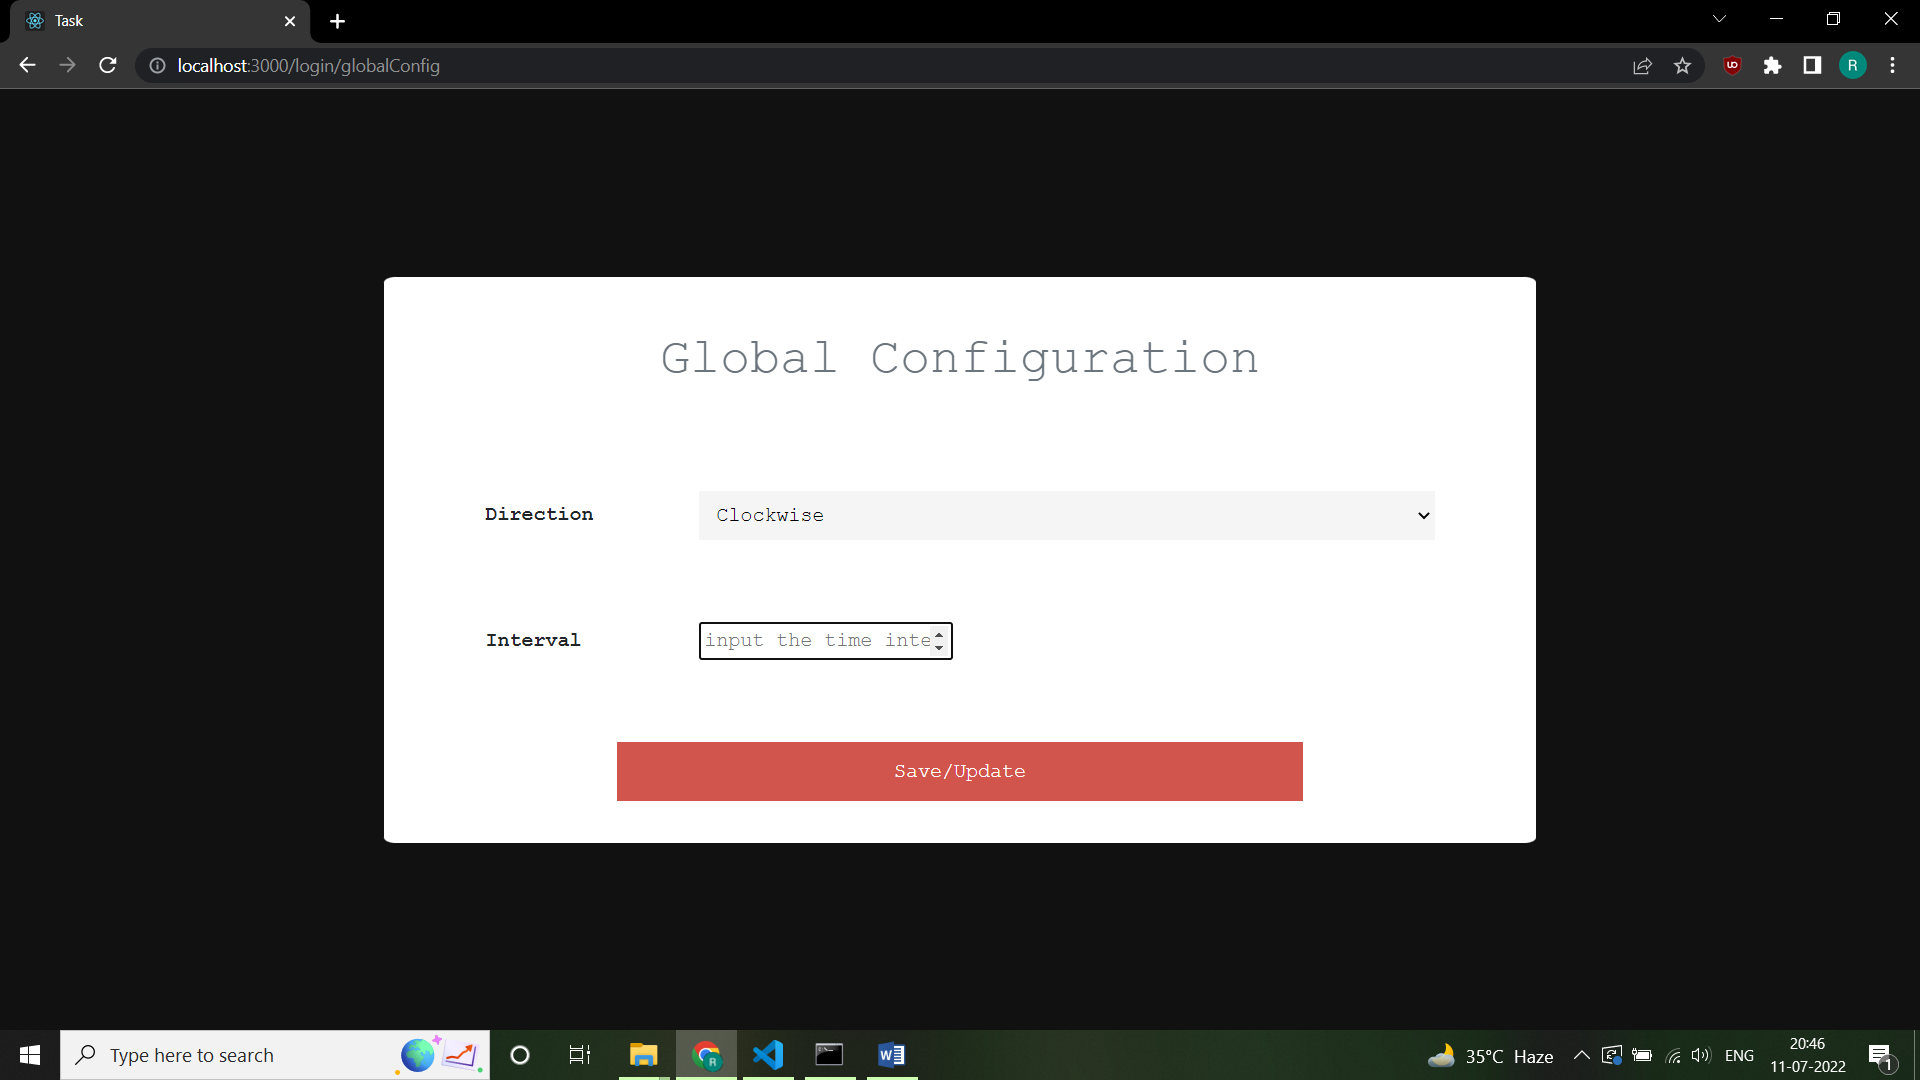 Task
localhost:3000/login/globalConfig
R
Global Configuration
Direction
Clockwise
Interval
input the time inte
Save/Update
Type here to search
R
W
35°C Haze
ENG
20:46
11-07-2022
1